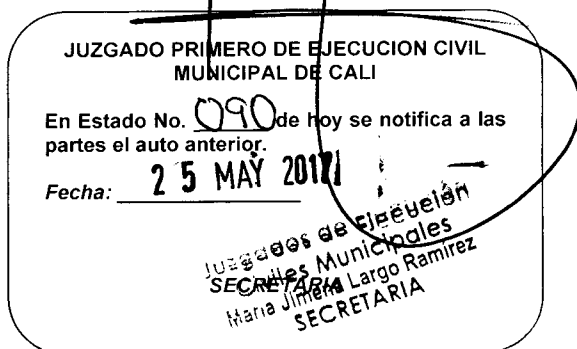 JUZGADO PRIMERO DE EJECUCION CIVIL
MUNICIPAL DE CALI
En Estado No. 090 de hoy se notifica a las
partes el auto anterior.
Fecha: 25 MAY 2017
SECRETARIA
Juzgados de Ejecución
Civiles Municipales
Maria Jimena Largo Ramirez
SECRETARIA